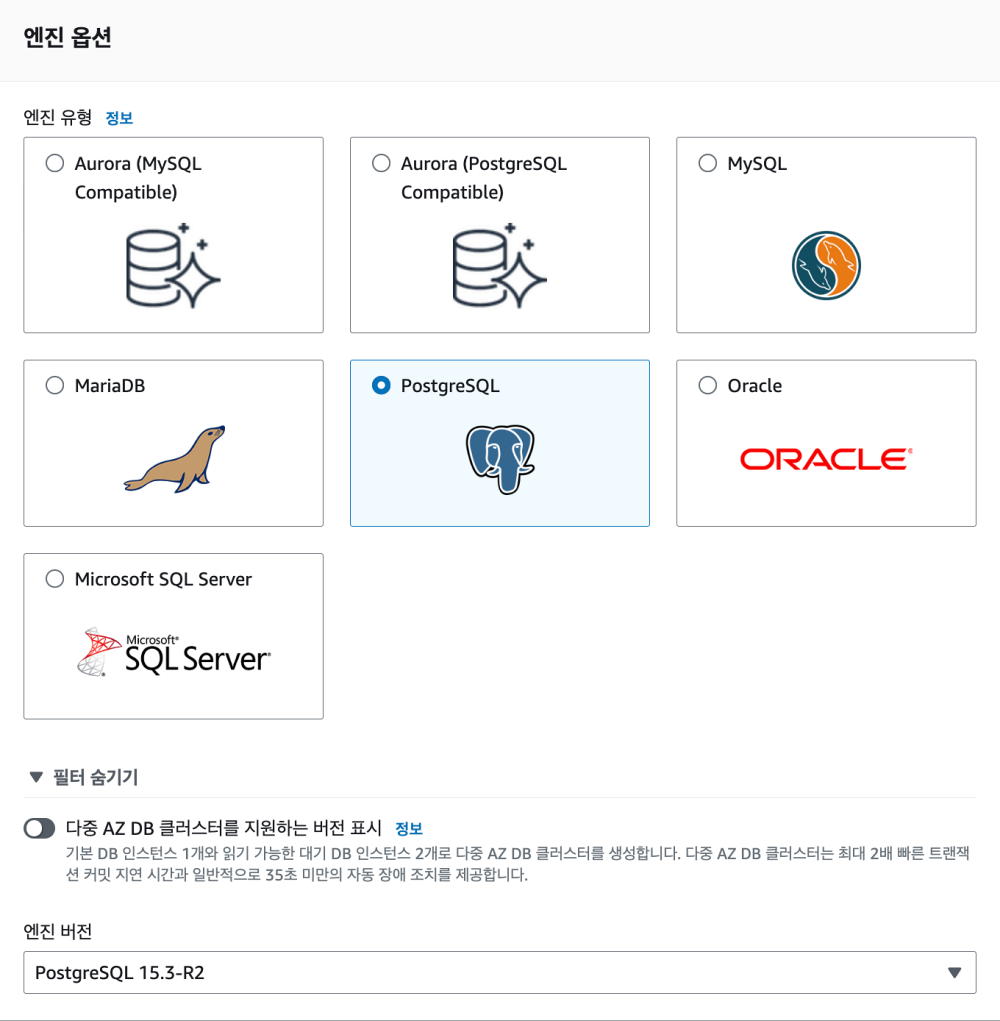 엔진 옵션
엔진 유형 정보
Aurora (MySQL
Compatible)
Aurora (PostgreSQL
Compatible)
MySQL
MariaDB
PostgreSQL
Oracle
ORACLE®
Microsoft SQL Server
Microsoft®
SQL Server®
필터 숨기기
다중 AZ DB 클러스터를 지원하는 버전 표시 정보
기본 DB 인스턴스 1개와 읽기 가능한 대기 DB 인스턴스 2개로 다중 AZ DB 클러스터를 생성합니다. 다중 AZ DB 클러스터는 최대 2배 빠른 트랜잭
션 커밋 지연 시간과 일반적으로 35초 미만의 자동 장애 조치를 제공합니다.
엔진 버전
PostgreSQL 15.3-R2